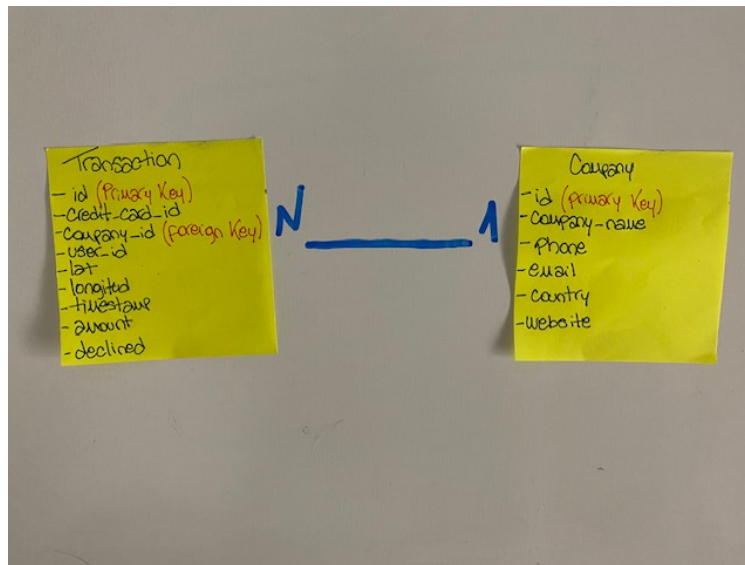 Transaction
- id (Primary Key)
- Credit-card-id
- Company-id (foreign Key)
- user-id
- lat
- longitud
- timestamp
- amount
- declined
N
1
Company
- id (primary Key)
- Company-name
- Phone
- email
- Country
- website